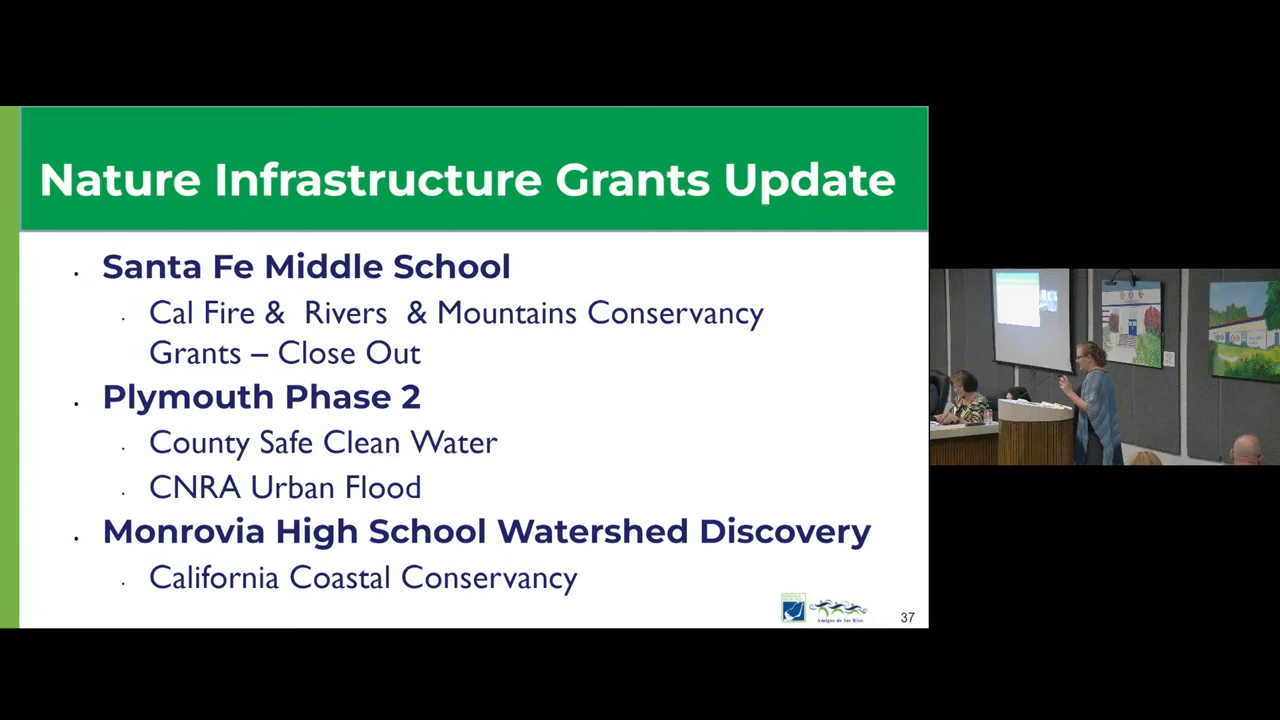 Nature Infrastructure Grants Update
Santa Fe Middle School
Cal Fire & Rivers & Mountains Conservancy
Grants – Close Out
Plymouth Phase 2
County Safe Clean Water
CNRA Urban Flood
Monrovia High School Watershed Discovery
California Coastal Conservancy
Amigos de los Ríos
37